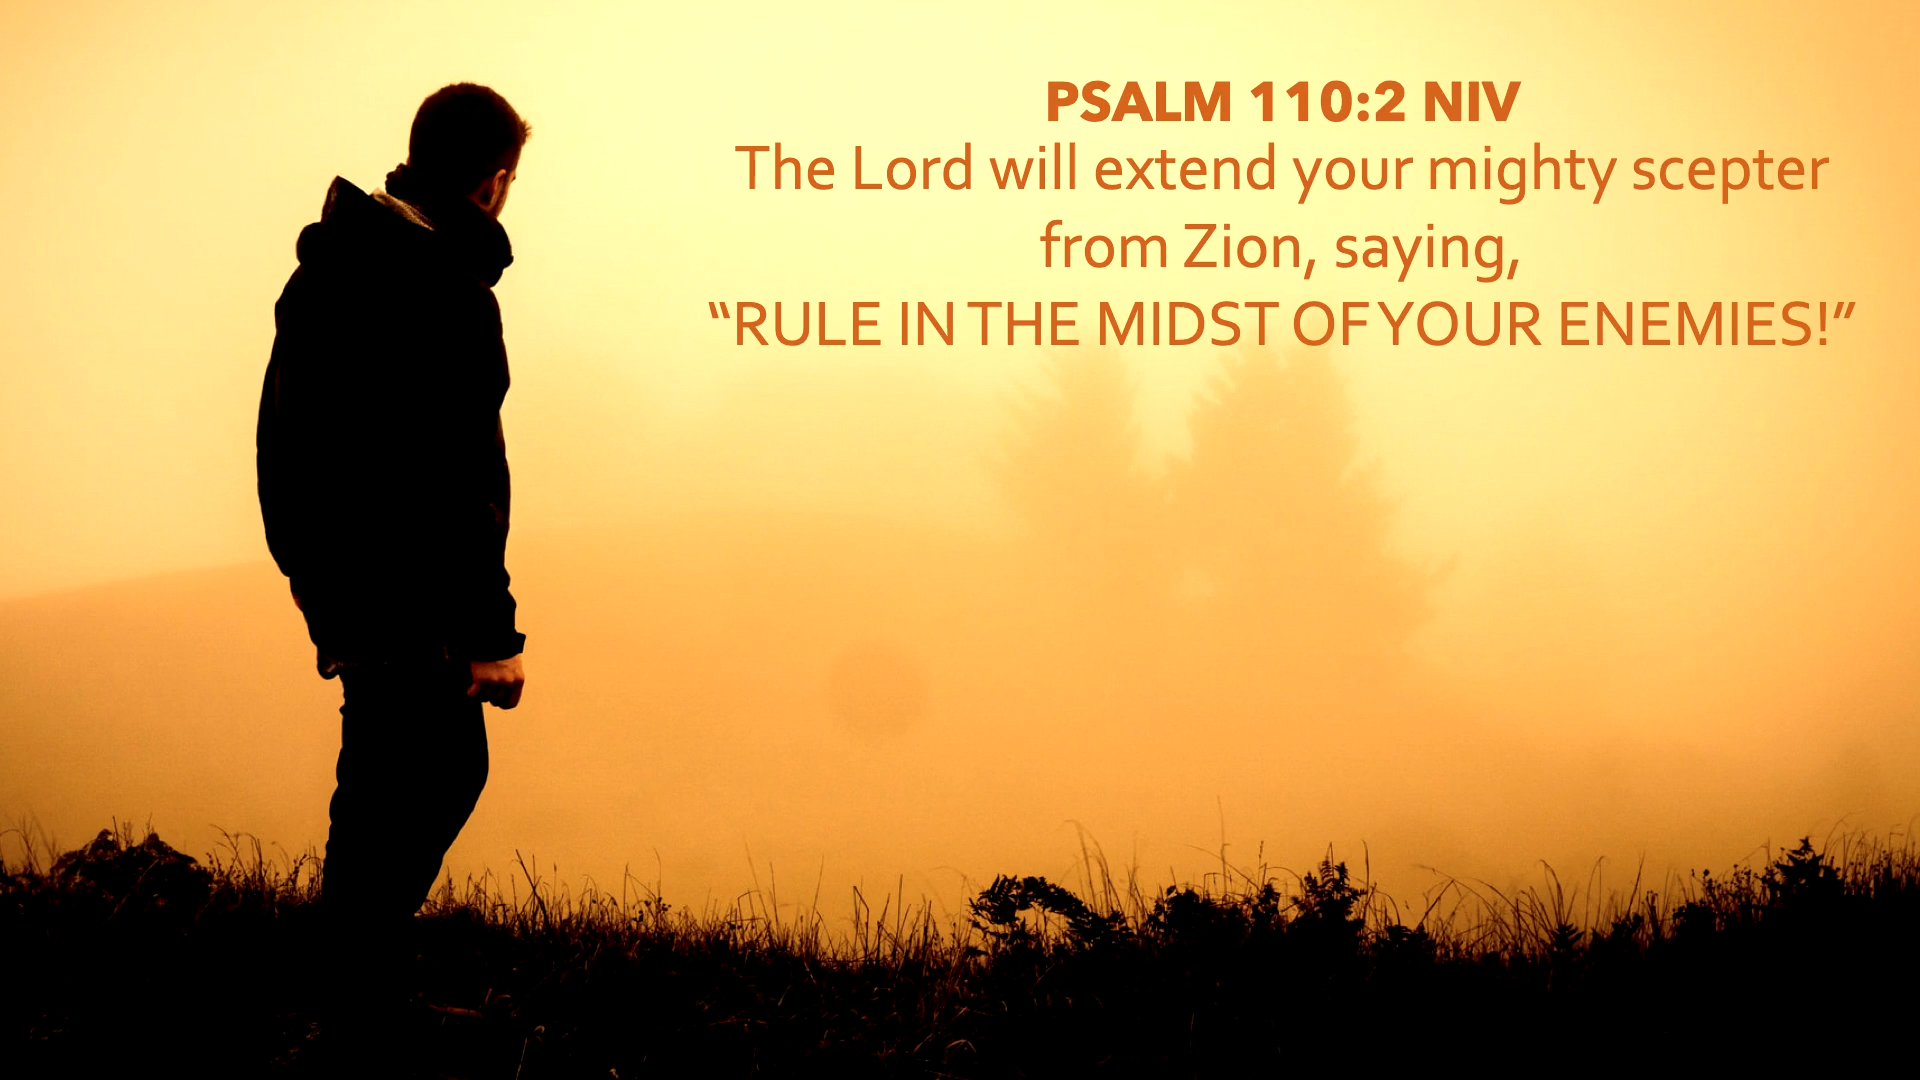 PSALM 110:2 NIV
The Lord will extend your mighty scepter
from Zion, saying,
“RULE IN THE MIDST OF YOUR ENEMIES!”